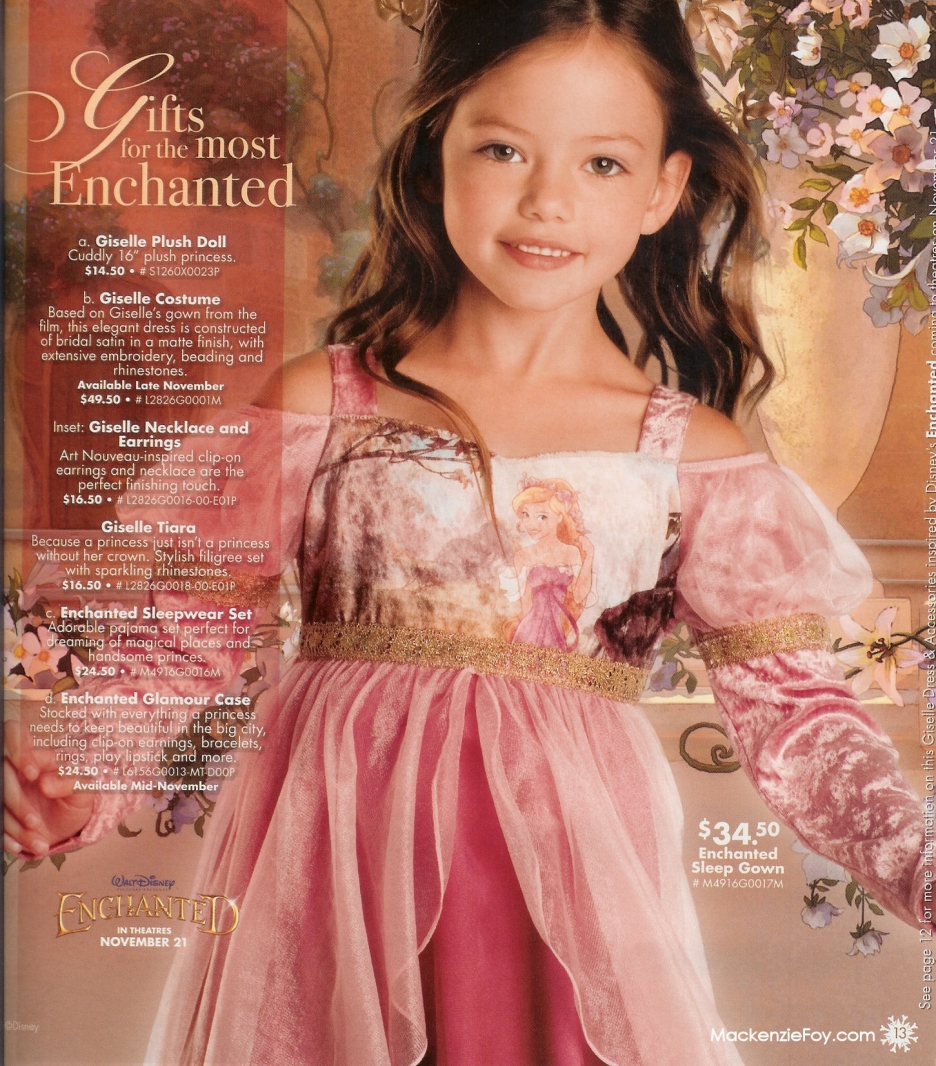 Gifts
for the most
Enchanted
a. Giselle Plush Doll
Cuddly 16" plush princess.
$14.50 • # S1260X0023P
b. Giselle Costume
Based on Giselle's gown from the
film, this elegant dress is constructed
of bridal satin in a matte finish, with
extensive embroidery, beading and
rhinestones.
Available Late November
$49.50 • # L2826G0001M
Inset: Giselle Necklace and
Earrings
Art Nouveau-inspired clip-on
earrings and necklace are the
perfect finishing touch.
$16.50 • # L2826G0016-00-E01P
Giselle Tiara
Because a princess just isn't a princess
without her crown. Stylish filigree set
with sparkling rhinestones.
$16.50 • # L2826G0018-00-E01P
c. Enchanted Sleepwear Set
Adorable pajama set perfect for
dreaming of magical places and
handsome princes.
$24.50 • # M4916G0016M
d. Enchanted Glamour Case
Stocked with everything a princess
needs to keep beautiful in the big city,
including clip-on earnings, bracelets,
rings, play lipstick and more.
$24.50 • # L6156G0013-MT-D00P
Available Mid-November
Walt Disney
ENCHANTED
IN THEATRES
NOVEMBER 21
$34.50
Enchanted
Sleep Gown
# M4916G0017M
See page 12 for more information on this Giselle Dress & Accessories inspired by Disney's Enchanted coming to theatres on November 21
©Disney
MackenzieFoy.com
13